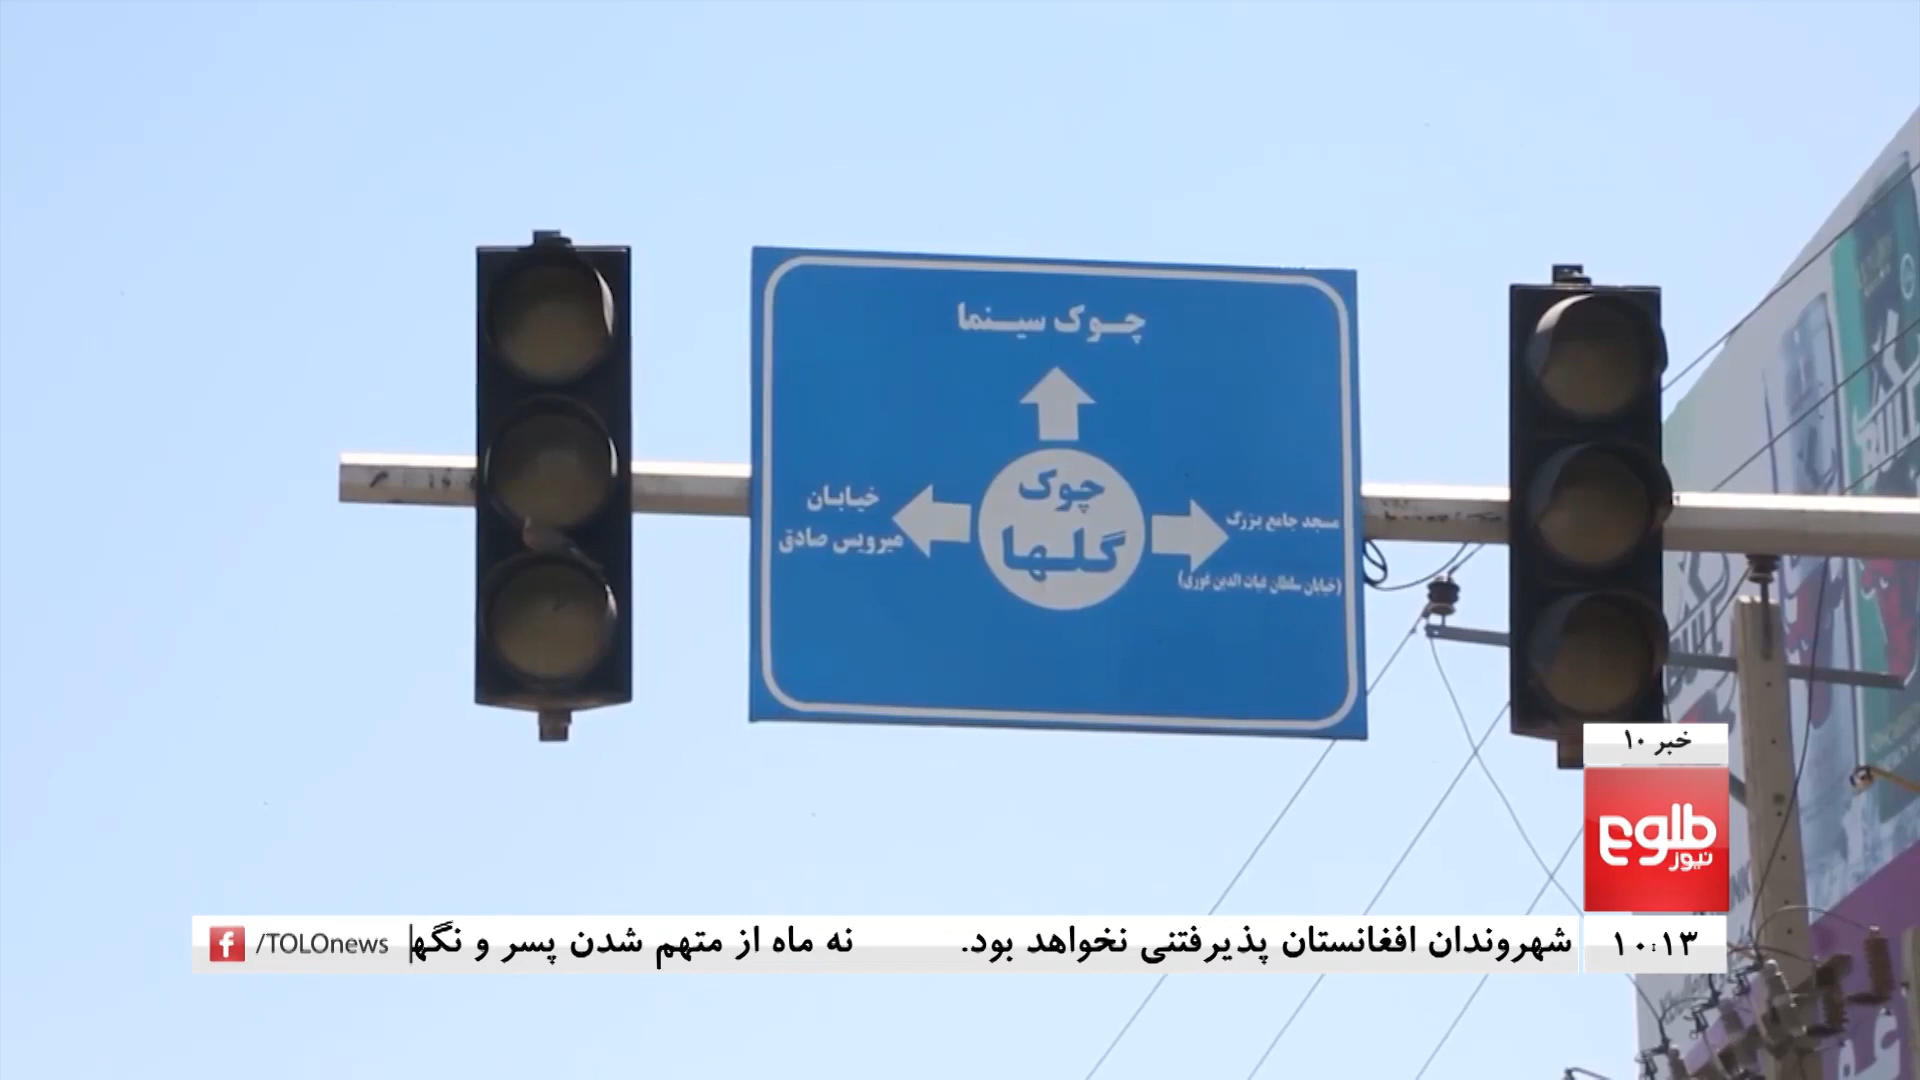 چوک سینما
چوک
گلها
خیابان
میرویس صادق
مسجد جامع بزرگ
(خیابان سلطان غیاث الدین غوری)
خبر ۱۰
طلوع
نیوز
۱۰:۱۳
شهروندان افغانستان پذیرفتنی نخواهد بود. نه ماه از متهم شدن پسر و نگه
/TOLOnews